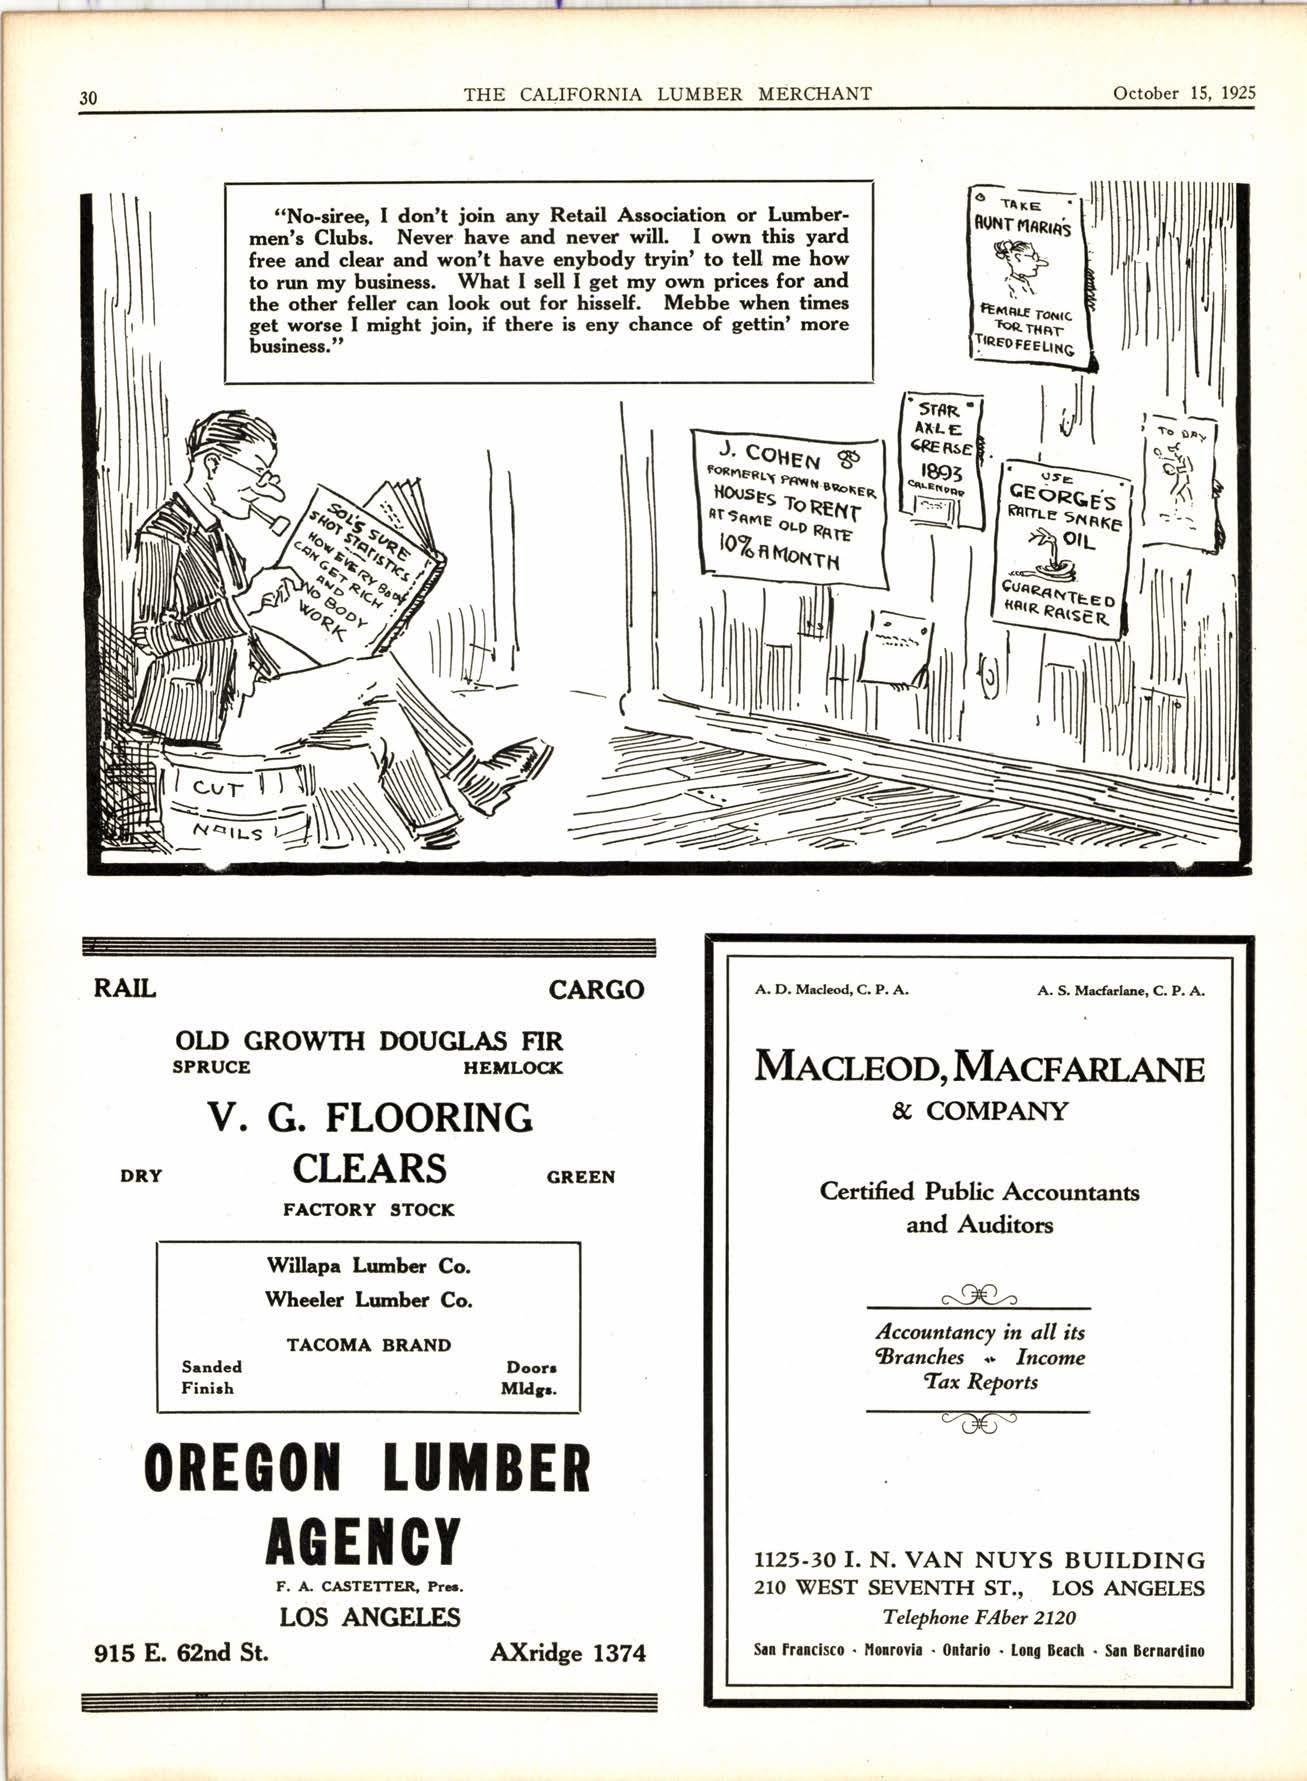 30
THE CALIFORNIA LUMBER MERCHANT
October 15, 1925
"No-siree, I don't join any Retail Association or Lumber-
men's Clubs. Never have and never will. I own this yard
free and clear and won't have enybody tryin' to tell me how
to run my business. What I sell I get my own prices for and
the other feller can look out for hisself. Mebbe when times
get worse I might join, if there is eny chance of gettin' more
business."
TAKE
AUNT MARIA'S
FEMALE TONIC
FOR THAT
TIRED FEELING
STAR
AXLE
GREASE
1893
CALENDAR
TO DAY
J. COHEN
FORMERLY PAWN BROKER
HOUSES TO RENT
AT SAME OLD RATE
10% A MONTH
USE
GEORGE'S
RATTLE SNAKE
OIL
GUARANTEED
HAIR RAISER
SOL'S SURE
SHOT STATISTICS
HOW EVERY BODY
CAN GET RICH
AND
NO BODY
WORK
CUT
NAILS
RAIL CARGO
OLD GROWTH DOUGLAS FIR
SPRUCE HEMLOCK
V. G. FLOORING
DRY CLEARS GREEN
FACTORY STOCK
Willapa Lumber Co.
Wheeler Lumber Co.
TACOMA BRAND
Sanded Doors
Finish Mldgs.
OREGON LUMBER
AGENCY
F. A. CASTETTER, Pres.
LOS ANGELES
915 E. 62nd St. AXridge 1374
A. D. Macleod, C. P. A. A. S. Macfarlane, C. P. A.
MACLEOD, MACFARLANE
& COMPANY
Certified Public Accountants
and Auditors
Accountancy in all its
Branches Income
Tax Reports
1125-30 I. N. VAN NUYS BUILDING
210 WEST SEVENTH ST., LOS ANGELES
Telephone FAber 2120
San Francisco - Monrovia - Ontario - Long Beach - San Bernardino